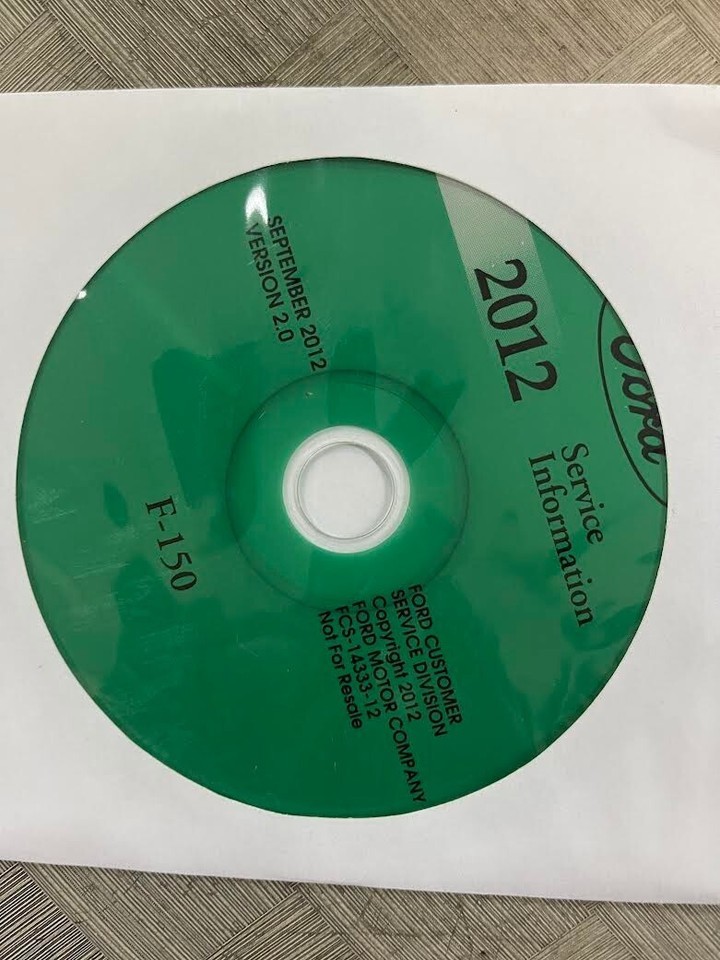 Ford
2012
Service
Information
SEPTEMBER 2012
VERSION 2.0
FORD CUSTOMER
SERVICE DIVISION
Copyright 2012
FORD MOTOR COMPANY
FCS-14333-12
Not For Resale
F-150